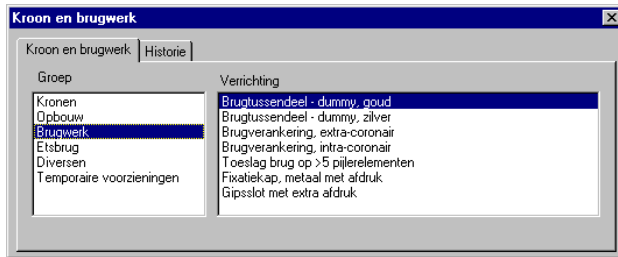 Kroon en brugwerk
Kroon en brugwerk Historie
Groep
Kronen
Opbouw
Brugwerk
Etsbrug
Diversen
Temporaire voorzieningen
Verrichting
Brugtussendeel - dummy, goud
Brugtussendeel - dummy, zilver
Brugverankering, extra-coronair
Brugverankering, intra-coronair
Toeslag brug op >5 pijlerelementen
Fixatiekap, metaal met afdruk
Gipsslot met extra afdruk